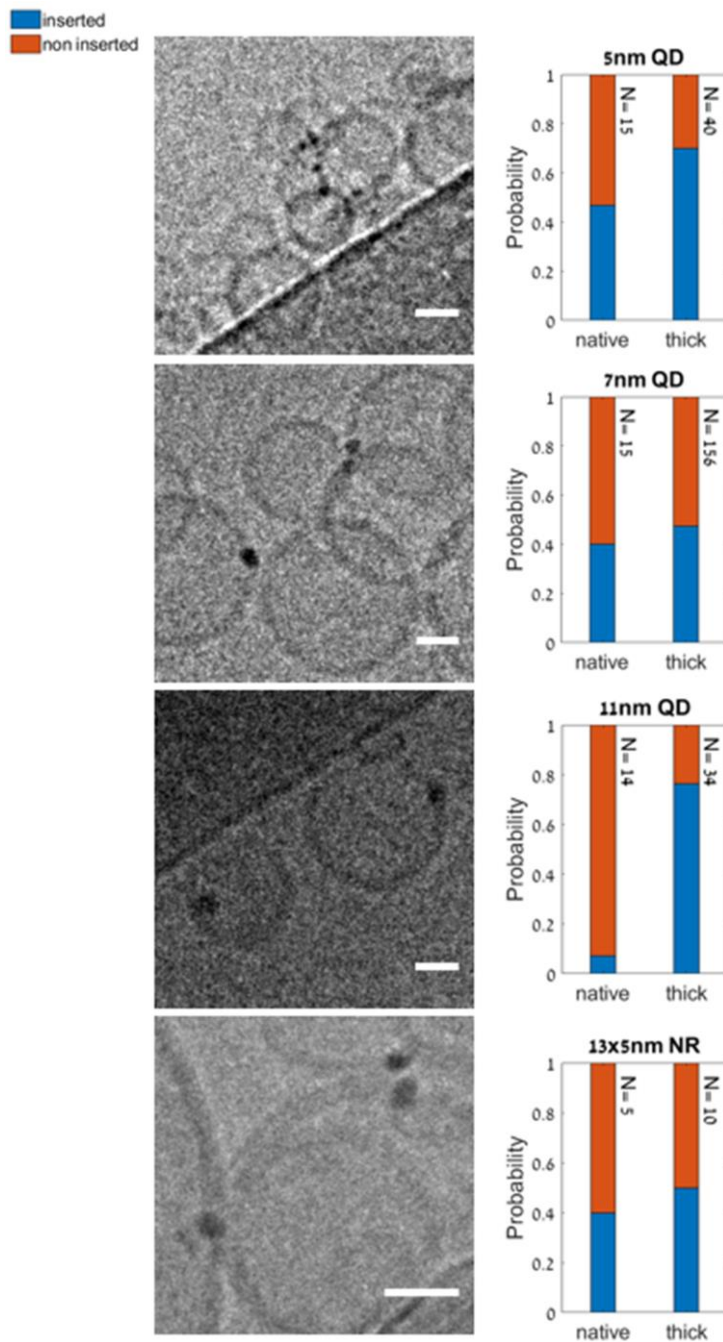 inserted
non inserted
5nm QD
Probability
1
0.8
0.6
0.4
0.2
0
N= 15
N= 40
native
thick
7nm QD
Probability
1
0.8
0.6
0.4
0.2
0
N= 15
N= 156
native
thick
11nm QD
Probability
1
0.8
0.6
0.4
0.2
0
N= 14
N= 34
native
thick
13x5nm NR
Probability
1
0.8
0.6
0.4
0.2
0
N= 5
N= 10
native
thick